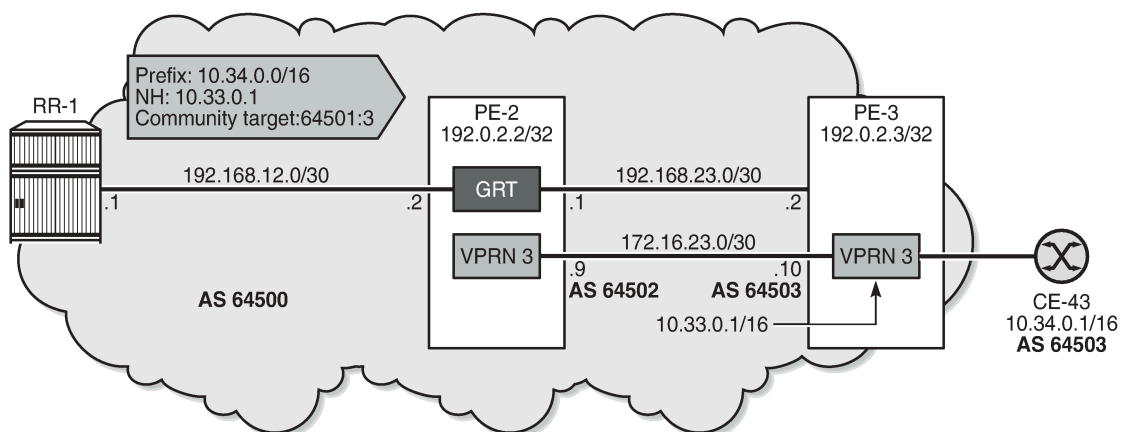 RR-1
Prefix: 10.34.0.0/16
NH: 10.33.0.1
Community target:64501:3
PE-2
192.0.2.2/32
PE-3
192.0.2.3/32
192.168.12.0/30
GRT
192.168.23.0/30
.1
.2
.1
.2
172.16.23.0/30
VPRN 3
VPRN 3
.9
.10
AS 64500
AS 64502
AS 64503
10.33.0.1/16
CE-43
10.34.0.1/16
AS 64503